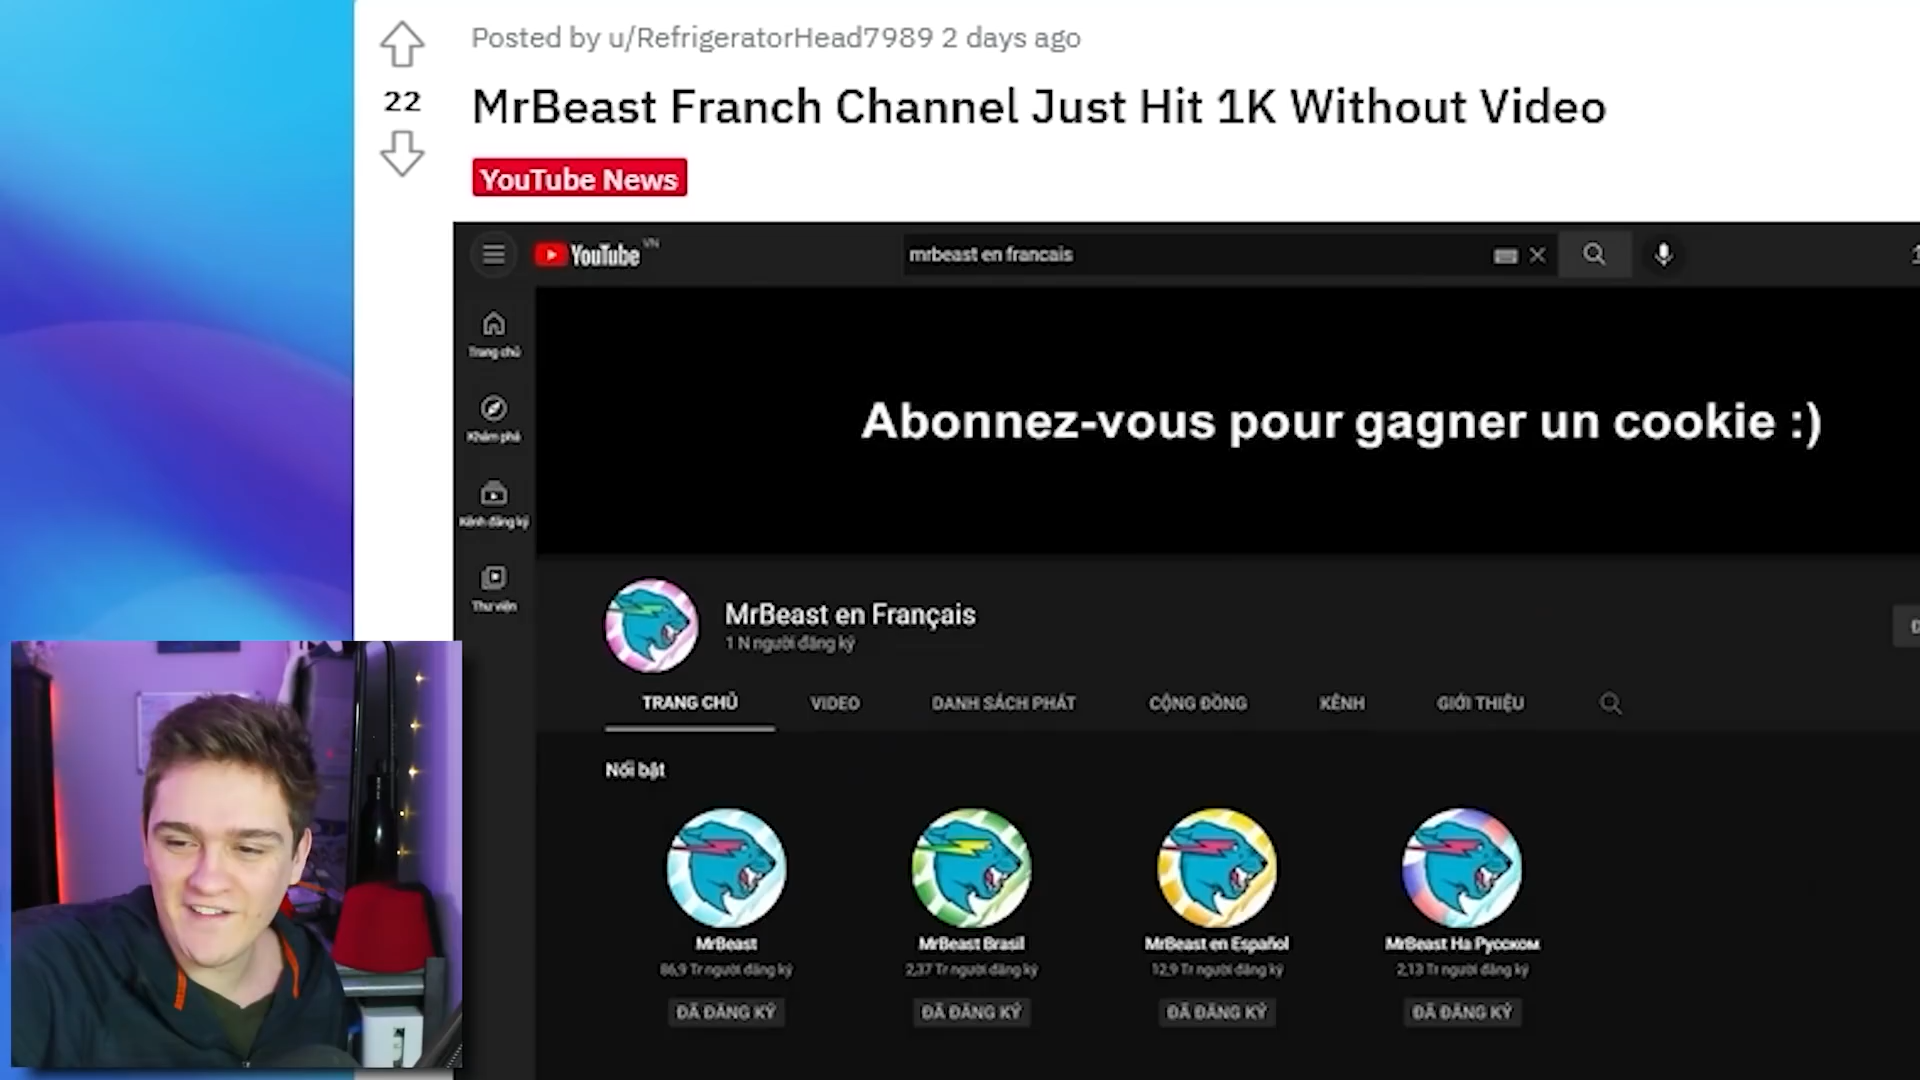 Posted by u/RefrigeratorHead7989 2 days ago
22
MrBeast Franch Channel Just Hit 1K Without Video
YouTube News
YouTube VN
mrbeast en francais
Trang chủ
Khám phá
Kênh đăng ký
Thư viện
Abonnez-vous pour gagner un cookie :)
MrBeast en Français
1 N người đăng ký
TRANG CHỦ VIDEO DANH SÁCH PHÁT CỘNG ĐỒNG KÊNH GIỚI THIỆU
Nổi bật
MrBeast MrBeast Brasil MrBeast en Español MrBeast На Русском
86,9 Tr người đăng ký 2,37 Tr người đăng ký 12,9 Tr người đăng ký 2,13 Tr người đăng ký
ĐÃ ĐĂNG KÝ ĐÃ ĐĂNG KÝ ĐÃ ĐĂNG KÝ ĐÃ ĐĂNG KÝ